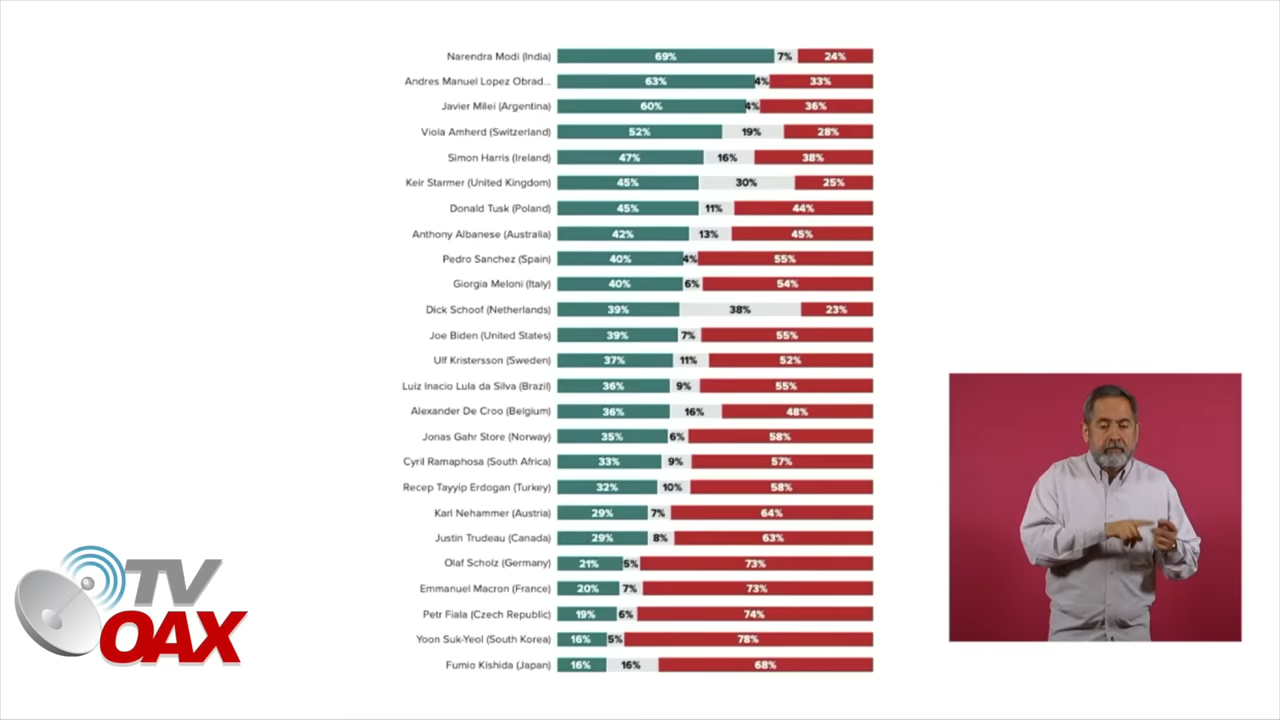 Narendra Modi (India) 69% 7% 24%
Andres Manuel Lopez Obrad... 63% 4% 33%
Javier Milei (Argentina) 60% 4% 36%
Viola Amherd (Switzerland) 52% 19% 28%
Simon Harris (Ireland) 47% 16% 38%
Keir Starmer (United Kingdom) 45% 30% 25%
Donald Tusk (Poland) 45% 11% 44%
Anthony Albanese (Australia) 42% 13% 45%
Pedro Sanchez (Spain) 40% 4% 55%
Giorgia Meloni (Italy) 40% 6% 54%
Dick Schoof (Netherlands) 39% 38% 23%
Joe Biden (United States) 39% 7% 55%
Ulf Kristersson (Sweden) 37% 11% 52%
Luiz Inacio Lula da Silva (Brazil) 36% 9% 55%
Alexander De Croo (Belgium) 36% 16% 48%
Jonas Gahr Store (Norway) 35% 6% 58%
Cyril Ramaphosa (South Africa) 33% 9% 57%
Recep Tayyip Erdogan (Turkey) 32% 10% 58%
Karl Nehammer (Austria) 29% 7% 64%
Justin Trudeau (Canada) 29% 8% 63%
Olaf Scholz (Germany) 21% 5% 73%
Emmanuel Macron (France) 20% 7% 73%
Petr Fiala (Czech Republic) 19% 6% 74%
Yoon Suk-Yeol (South Korea) 16% 5% 78%
Fumio Kishida (Japan) 16% 16% 68%
TV
OAX